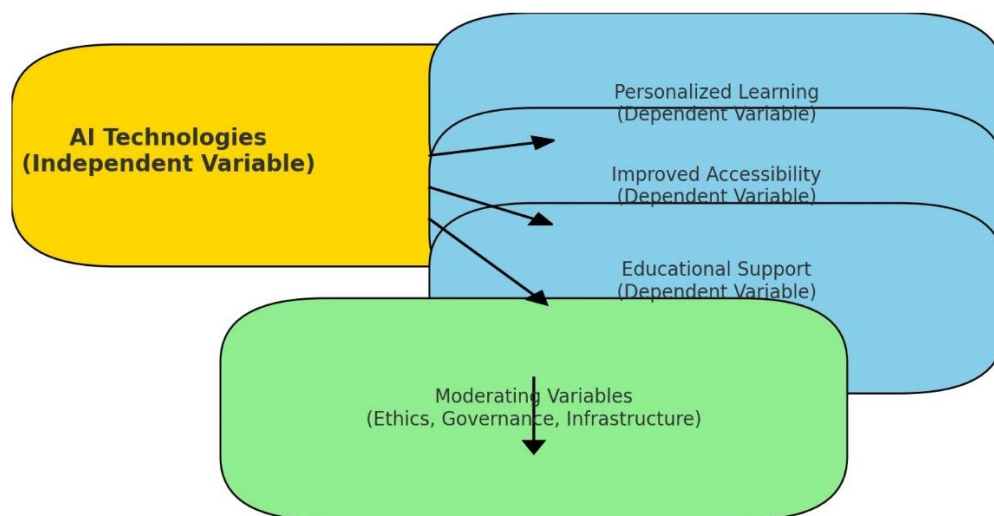 AI Technologies
(Independent Variable)
Personalized Learning
(Dependent Variable)
Improved Accessibility
(Dependent Variable)
Educational Support
(Dependent Variable)
Moderating Variables
(Ethics, Governance, Infrastructure)